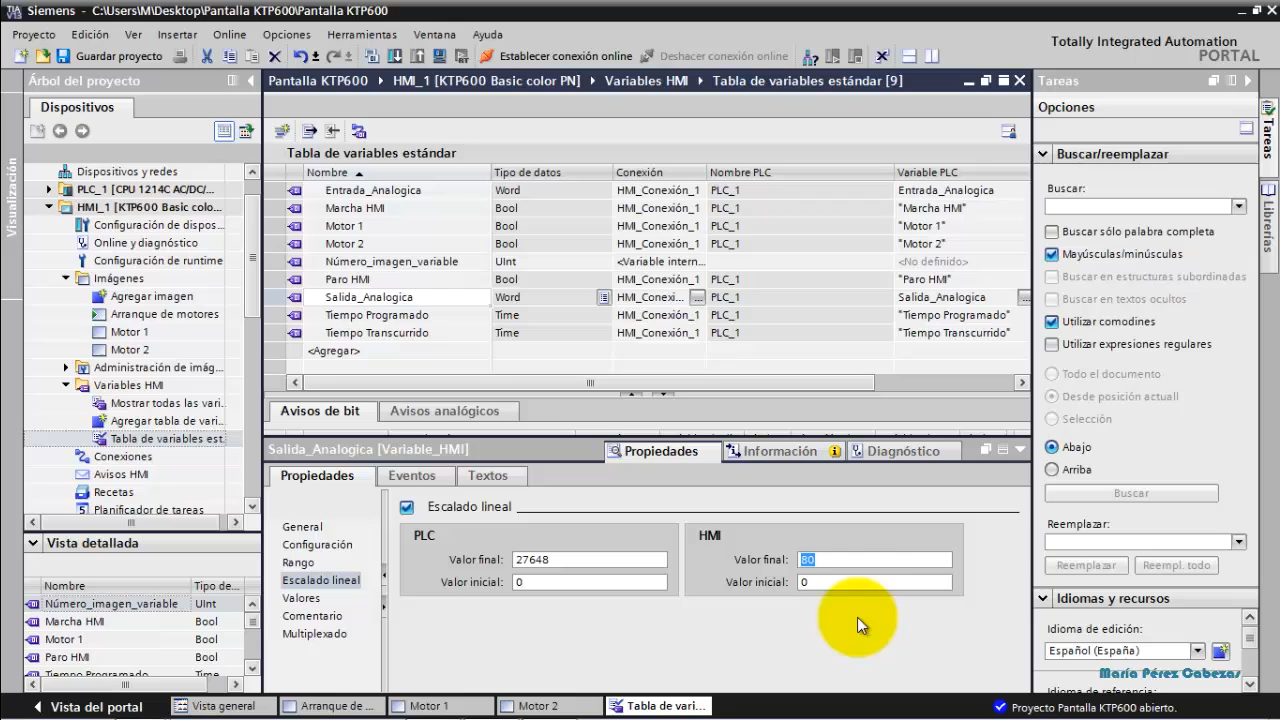 Siemens - C:\Users\M\Desktop\Pantalla KTP600\Pantalla KTP600
Proyecto Edición Ver Insertar Online Opciones Herramientas Ventana Ayuda
Totally Integrated Automation
PORTAL
Guardar proyecto
Establecer conexión online
Deshacer conexión online
Árbol del proyecto
Pantalla KTP600 HMI_1 [KTP600 Basic color PN] Variables HMI Tabla de variables estándar [9]
Tareas
Dispositivos
Visualización
Dispositivos y redes
PLC_1 [CPU 1214C AC/DC/...
HMI_1 [KTP600 Basic colo...
Configuración de dispos...
Online y diagnóstico
Configuración de runtime
Imágenes
Agregar imagen
Arranque de motores
Motor 1
Motor 2
Administración de imág...
Variables HMI
Mostrar todas las vari...
Agregar tabla de vari...
Tabla de variables est...
Conexiones
Avisos HMI
Recetas
Planificador de tareas
Vista detallada
Nombre Tipo de...
Número_imagen_variable UInt
Marcha HMI Bool
Motor 1 Bool
Paro HMI Bool
Tiempo Programado Time
Tabla de variables estándar
Nombre Tipo de datos Conexión Nombre PLC Variable PLC
Entrada_Analogica Word HMI_Conexión_1 PLC_1 Entrada_Analogica
Marcha HMI Bool HMI_Conexión_1 PLC_1 "Marcha HMI"
Motor 1 Bool HMI_Conexión_1 PLC_1 "Motor 1"
Motor 2 Bool HMI_Conexión_1 PLC_1 "Motor 2"
Número_imagen_variable UInt <Variable intern... <No definido>
Paro HMI Bool HMI_Conexión_1 PLC_1 "Paro HMI"
Salida_Analogica Word HMI_Conexi... ... PLC_1 Salida_Analogica ...
Tiempo Programado Time HMI_Conexión_1 PLC_1 "Tiempo Programado"
Tiempo Transcurrido Time HMI_Conexión_1 PLC_1 "Tiempo Transcurrido"
<Agregar>
Avisos de bit Avisos analógicos
Salida_Analogica [Variable_HMI]
Propiedades Información Diagnóstico
Propiedades Eventos Textos
General
Configuración
Rango
Escalado lineal
Valores
Comentario
Multiplexado
Escalado lineal
PLC
Valor final: 27648
Valor inicial: 0
HMI
Valor final: 80
Valor inicial: 0
Opciones
Buscar/reemplazar
Buscar:
Buscar sólo palabra completa
Mayúsculas/minúsculas
Buscar en estructuras subordinadas
Buscar en textos ocultos
Utilizar comodines
Utilizar expresiones regulares
Todo el documento
Desde posición actuall
Selección
Abajo
Arriba
Buscar
Reemplazar:
Reemplazar Reempl. todo
Idiomas y recursos
Idioma de edición:
Español (España)
María Pérez Cabezas
Tareas
Librerías
Vista del portal Vista general Arranque de ... Motor 1 Motor 2 Tabla de vari...
Proyecto Pantalla KTP600 abierto.